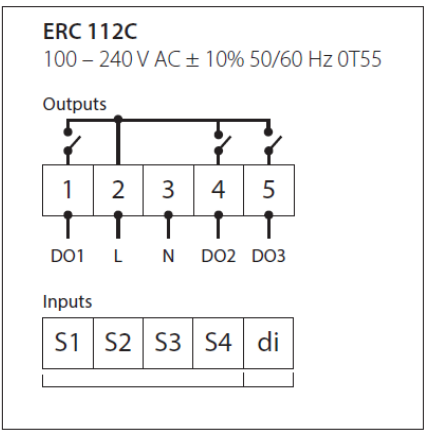 ERC 112C
100 – 240 V AC ± 10% 50/60 Hz 0T55
Outputs
1 2 3 4 5
DO1 L N DO2 DO3
Inputs
S1 S2 S3 S4 di